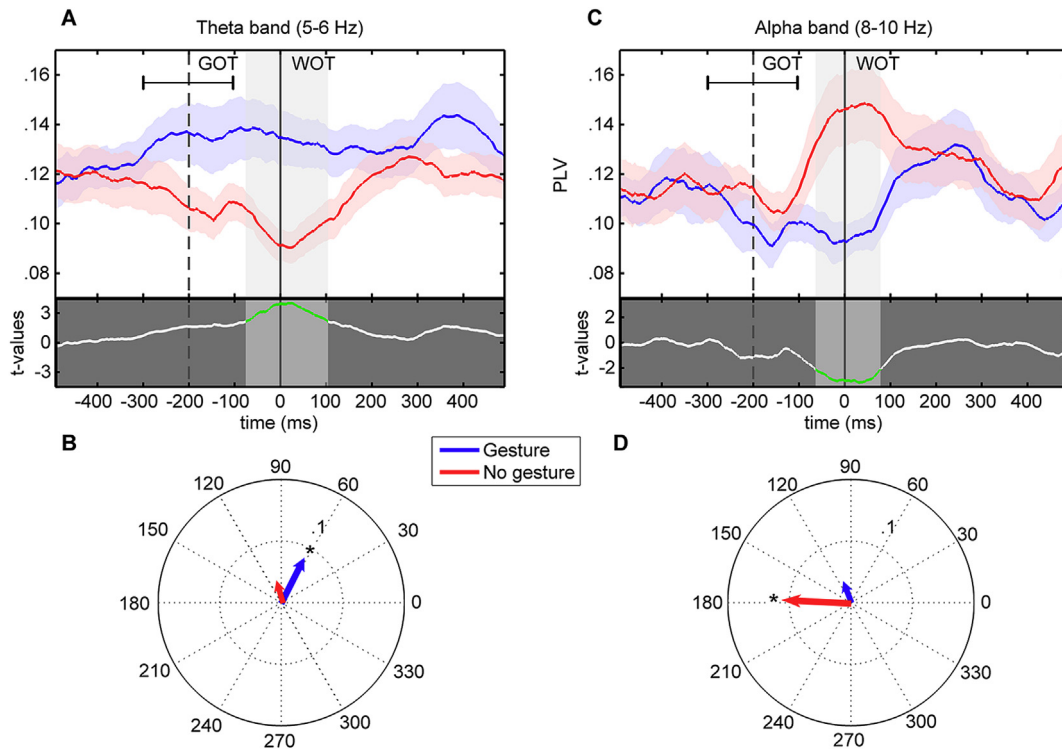 A
Theta band (5-6 Hz)
C
Alpha band (8-10 Hz)
GOT
WOT
.16
.14
.12
.10
.08
GOT
WOT
PLV
.16
.14
.12
.10
.08
t-values
3
0
-3
-400 -300 -200 -100 0 100 200 300 400
time (ms)
t-values
2
0
-2
-400 -300 -200 -100 0 100 200 300 400
time (ms)
B
Gesture
No gesture
D
90
120 60
.1
150 30
*
180 0
210 330
240 300
270
90
120 60
.1
150 30
*
180 0
210 330
240 300
270